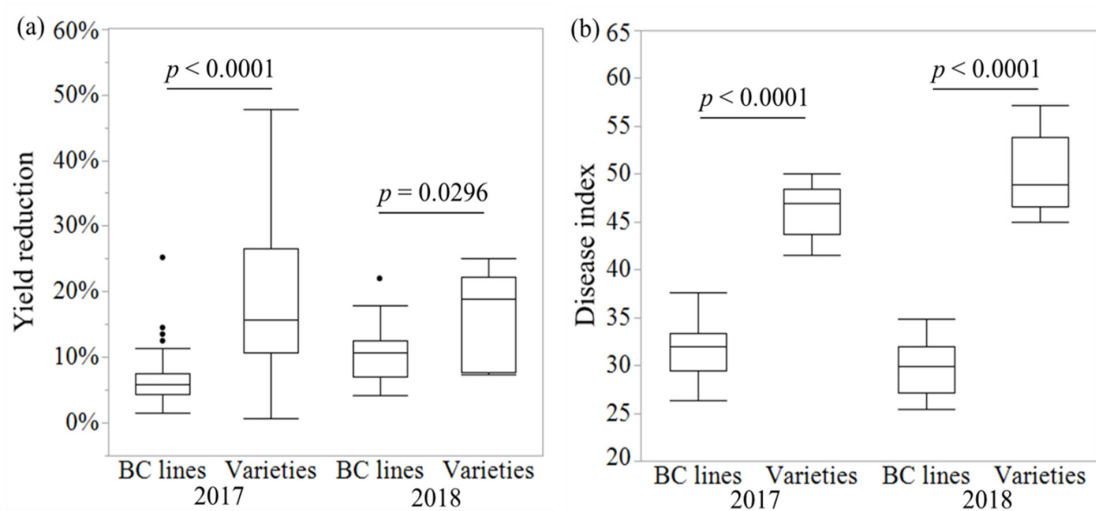 (a)
Yield reduction
60%
50%
40%
30%
20%
10%
0%
p < 0.0001
p = 0.0296
BC lines Varieties BC lines Varieties
2017 2018
(b)
Disease index
65
60
55
50
45
40
35
30
25
20
p < 0.0001
p < 0.0001
BC lines Varieties BC lines Varieties
2017 2018